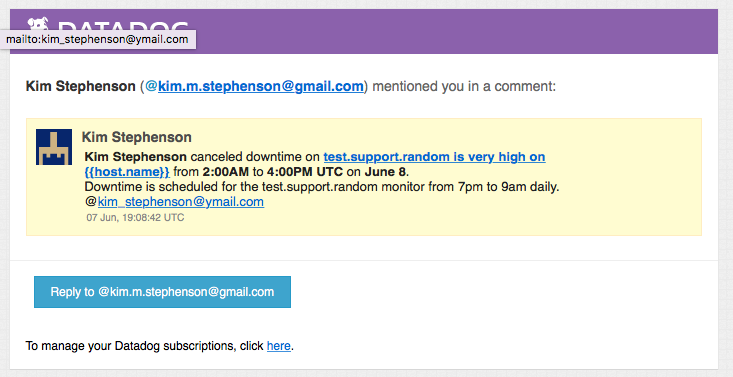 DATADOG
mailto:kim_stephenson@ymail.com
Kim Stephenson (@kim.m.stephenson@gmail.com) mentioned you in a comment:
Kim Stephenson
Kim Stephenson canceled downtime on test.support.random is very high on
{{host.name}} from 2:00AM to 4:00PM UTC on June 8.
Downtime is scheduled for the test.support.random monitor from 7pm to 9am daily.
@kim_stephenson@ymail.com
07 Jun, 19:08:42 UTC
Reply to @kim.m.stephenson@gmail.com
To manage your Datadog subscriptions, click here.